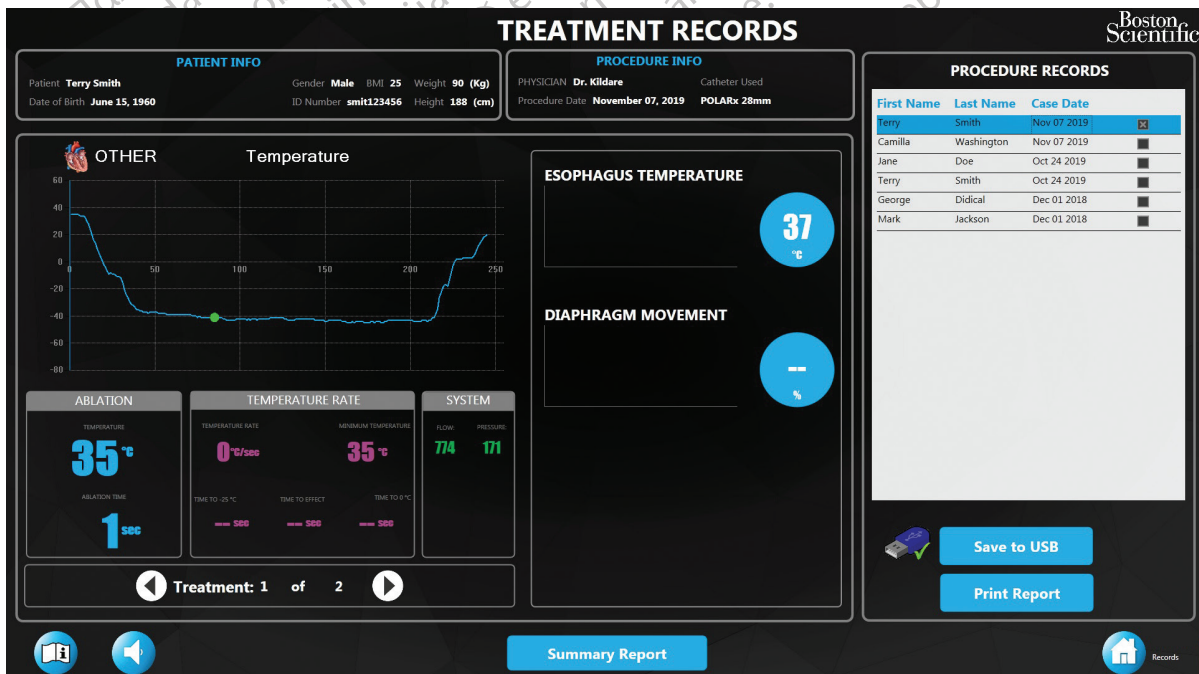 TREATMENT RECORDS
Boston
Scientific
PATIENT INFO
Patient Terry Smith Gender Male BMI 25 Weight 90 (Kg)
Date of Birth June 15, 1960 ID Number smit123456 Height 188 (cm)
PROCEDURE INFO
PHYSICIAN Dr. Kildare Catheter Used
Procedure Date November 07, 2019 POLARx 28mm
OTHER Temperature
60
40
20
0
0 50 100 150 200 250
-20
-40
-60
-80
ABLATION
TEMPERATURE
35 °C
ABLATION TIME
1 sec
TEMPERATURE RATE
TEMPERATURE RATE MINIMUM TEMPERATURE
0 °C/sec 35 °C
TIME TO -25 °C TIME TO EFFECT TIME TO 0 °C
-- sec -- sec -- sec
SYSTEM
FLOW: PRESSURE:
774 171
Treatment: 1 of 2
ESOPHAGUS TEMPERATURE
37
°C
DIAPHRAGM MOVEMENT
--
%
PROCEDURE RECORDS
First Name Last Name Case Date
Terry Smith Nov 07 2019
Camilla Washington Nov 07 2019
Jane Doe Oct 24 2019
Terry Smith Oct 24 2019
George Didical Dec 01 2018
Mark Jackson Dec 01 2018
Save to USB
Print Report
Summary Report
Records